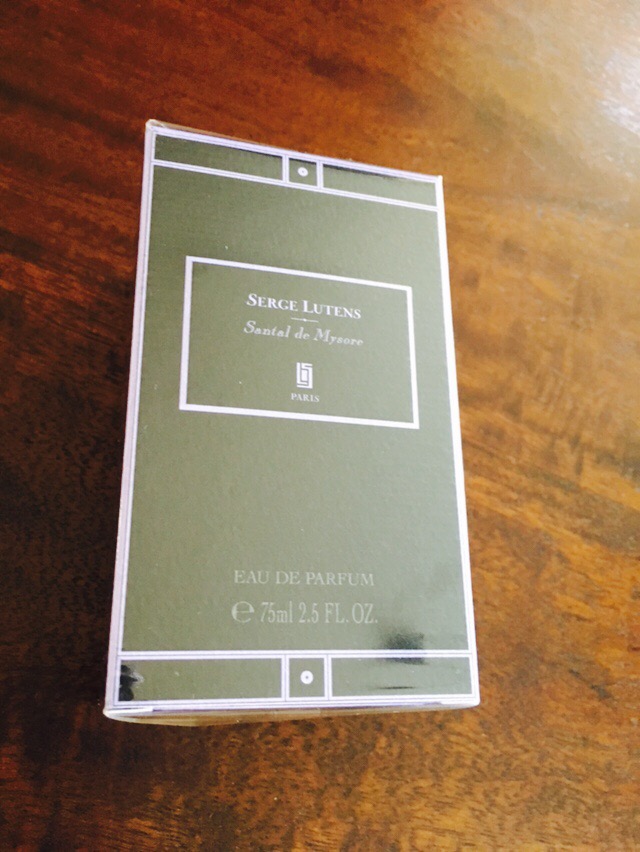 SERGE LUTENS
Santal de Mysore
PARIS
EAU DE PARFUM
℮ 75ml 2.5 FL.OZ.